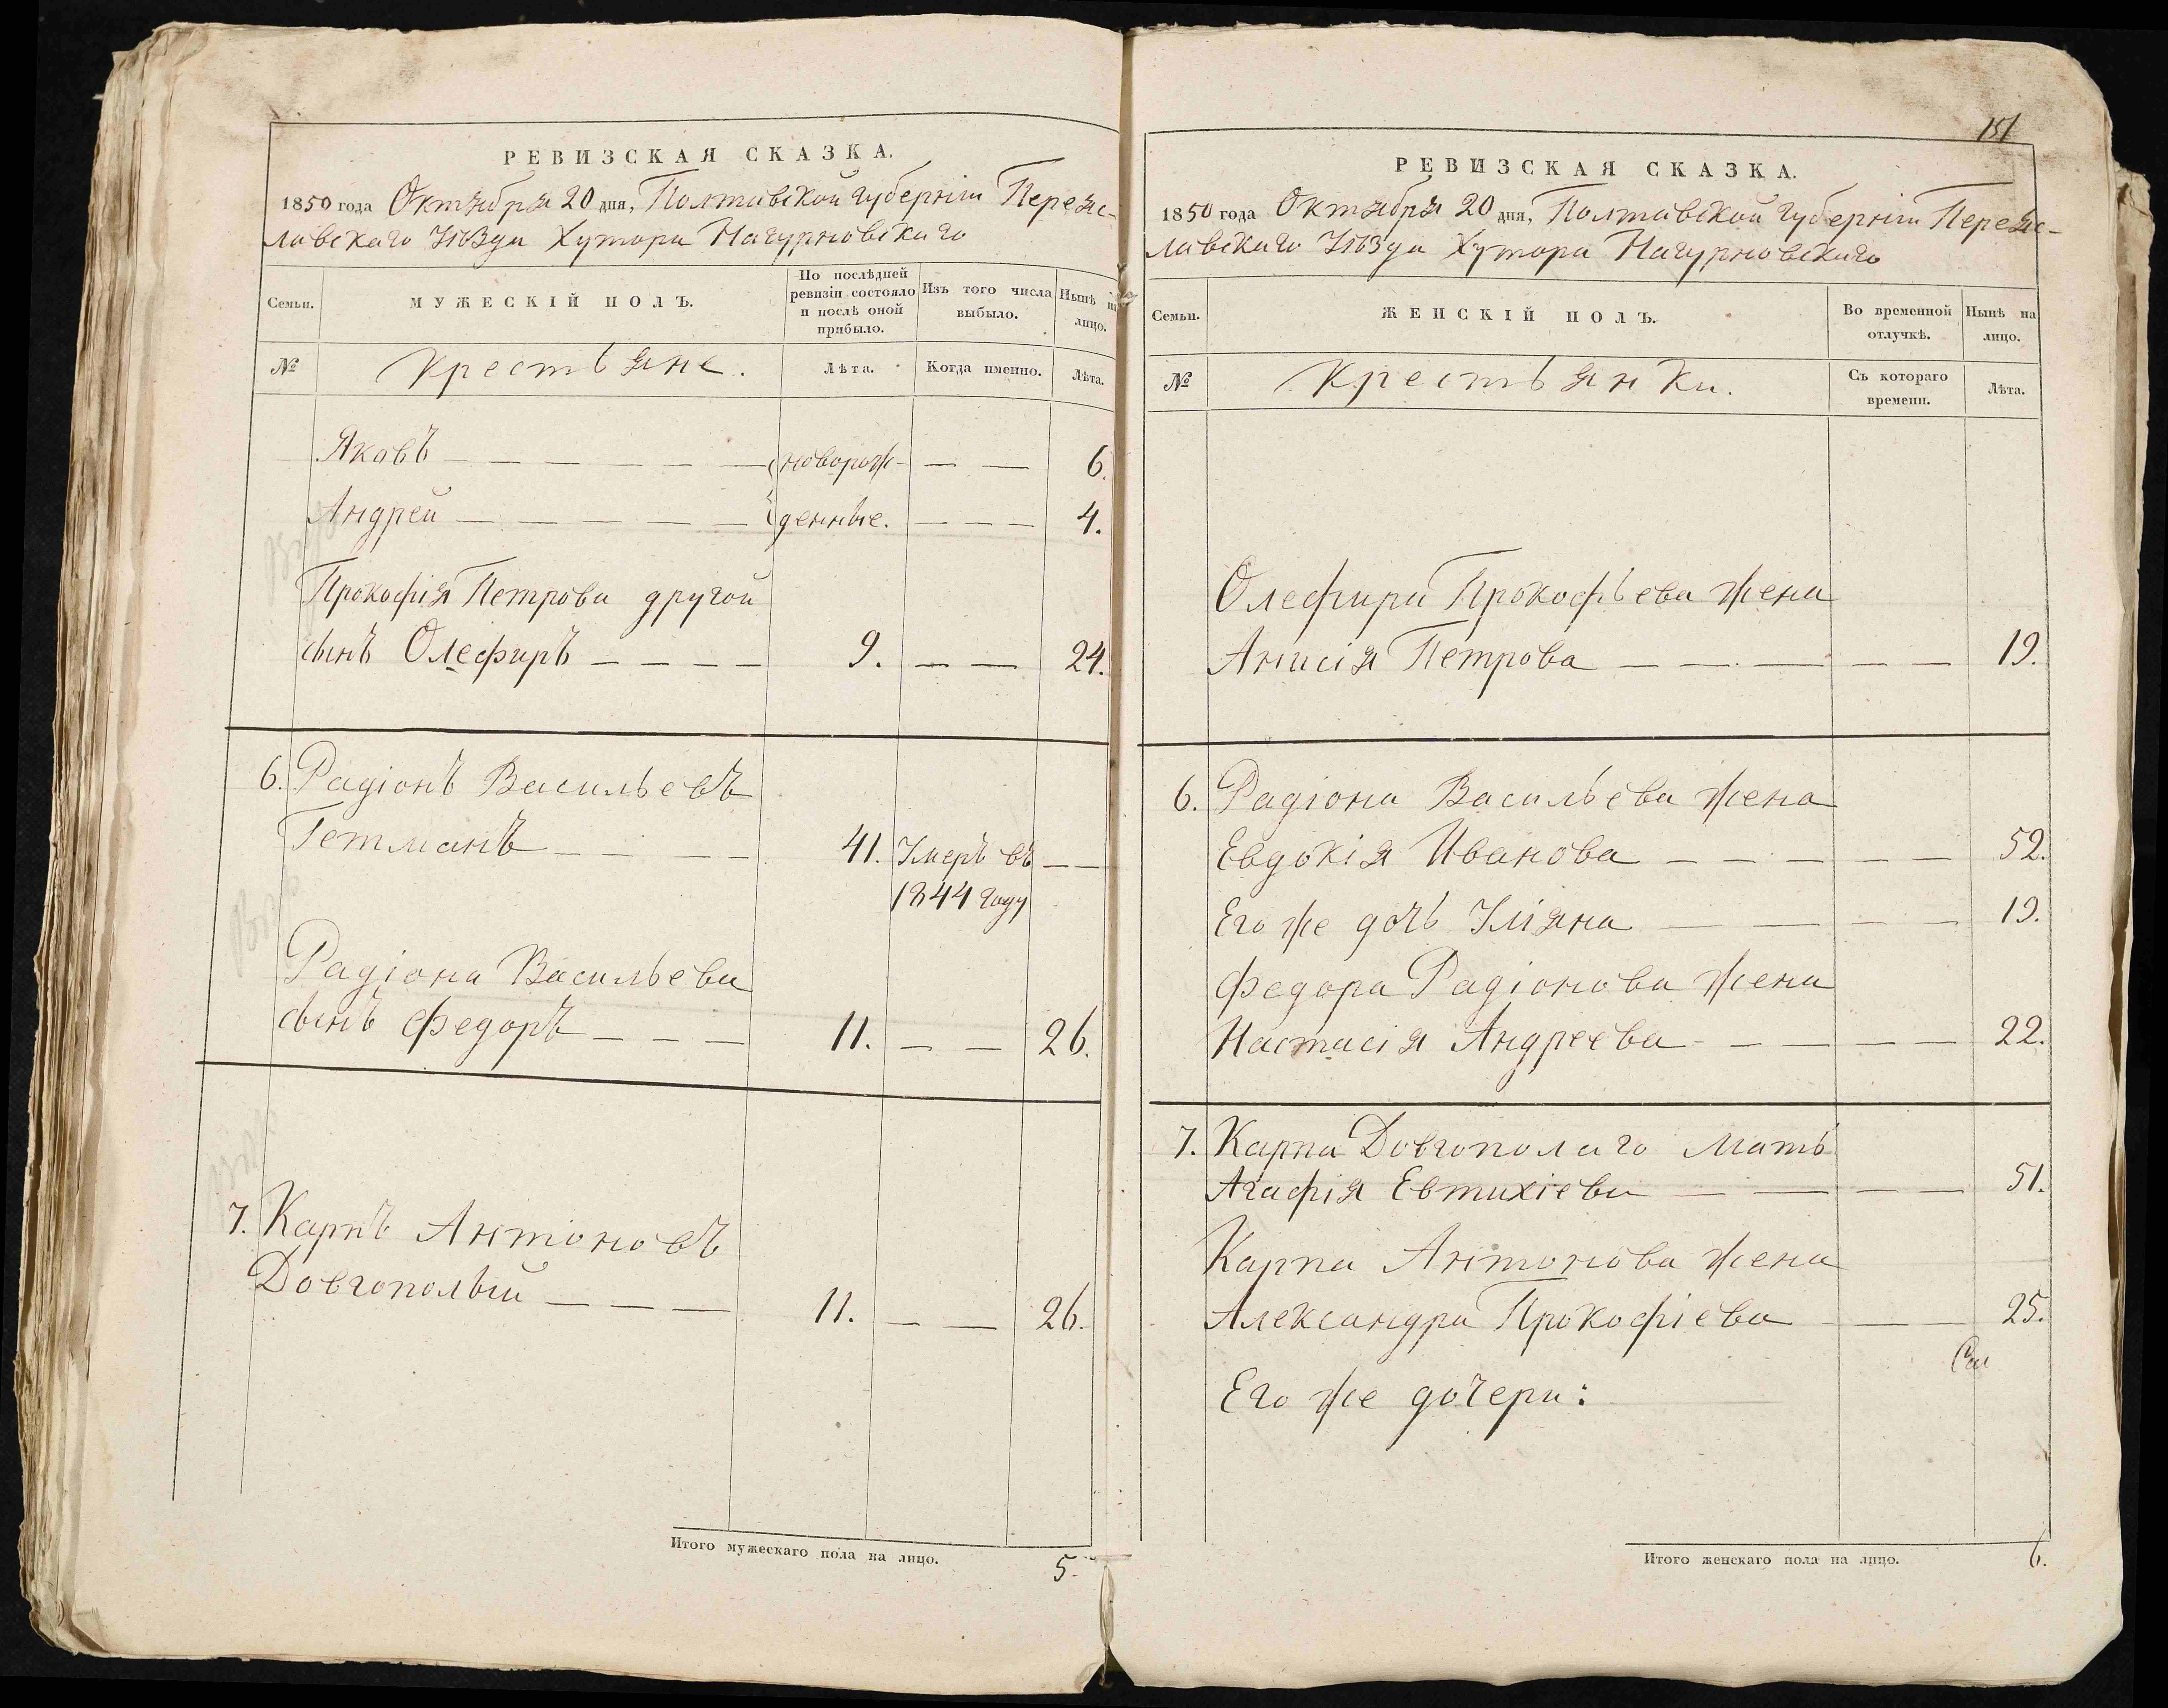 РЕВИЗСКАЯ СКАЗКА.
1850 года Октября 20 дня, Полтавской губернiи Переяс-
лавскаго Уѣзда Хутора Нагурновскаго
Семьи.
МУЖЕСКІЙ ПОЛЪ.
По послѣдней ревизіи состояло и послѣ оной прибыло.
Изъ того числа выбыло.
Нынѣ на лицо.
№
Крестьяне.
Лѣта.
Когда именно.
Лѣта.
Яковъ — — — — — — новорож- — — 6.
Андрей — — — — — — денные. — — — 4.
Прокофія Петрова другой
сынъ Олефиръ — — — — 9. — — 24.
6. Радіонъ Васильевъ
Гетманъ — — — — 41. Умеръ въ — —
1844 году
Радіона Васильева
сынъ Федоръ — — — 11. — — 26.
7. Карпъ Антоновъ
Довгополый — — — 11. — — 26.
Итого мужескаго пола на лицо. 5.
151
РЕВИЗСКАЯ СКАЗКА.
1850 года Октября 20 дня, Полтавской губерніи Переяс-
лавскаго Уѣзда Хутора Нагурновскаго
Семьи.
ЖЕНСКІЙ ПОЛЪ.
Во временной отлучкѣ.
Нынѣ на лицо.
№
Крестьянки.
Съ котораго времени.
Лѣта.
Олефира Прокофьева жена
Анисія Петрова — — — — — 19.
6. Радіона Васильева жена
Евдокія Иванова — — — — — — 52.
Его же дочь Уліяна — — — — 19.
Федора Радіонова жена
Настасія Андреева — — — — — 22.
7. Карпа Довгополаго мать
Агафія Евтихіева — — — — 51.
Карпа Антонова жена
Александра Прокофіева — — — 25.
Его же дочери:
Итого женскаго пола на лицо. 6.